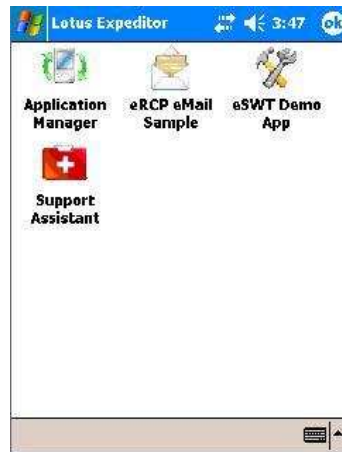 Lotus Expeditor 3:47 ok
Application Manager
eRCP eMail Sample
eSWT Demo App
Support Assistant